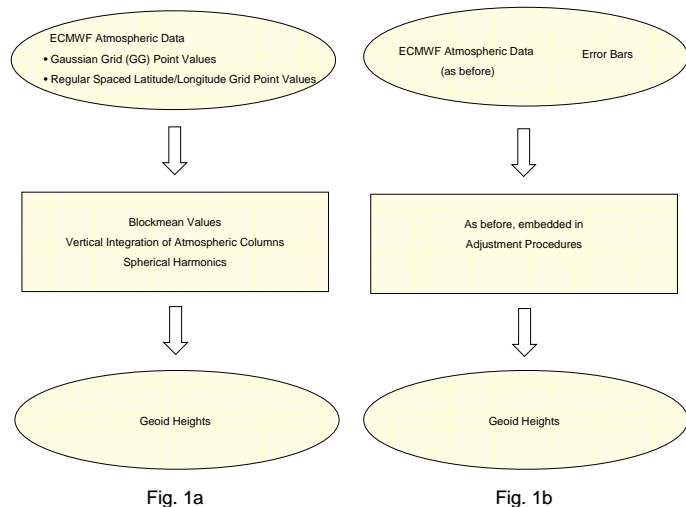 ECMWF Atmospheric Data
• Gaussian Grid (GG) Point Values
• Regular Spaced Latitude/Longitude Grid Point Values
Blockmean Values
Vertical Integration of Atmospheric Columns
Spherical Harmonics
Geoid Heights
Fig. 1a
ECMWF Atmospheric Data
(as before)
Error Bars
As before, embedded in
Adjustment Procedures
Geoid Heights
Fig. 1b